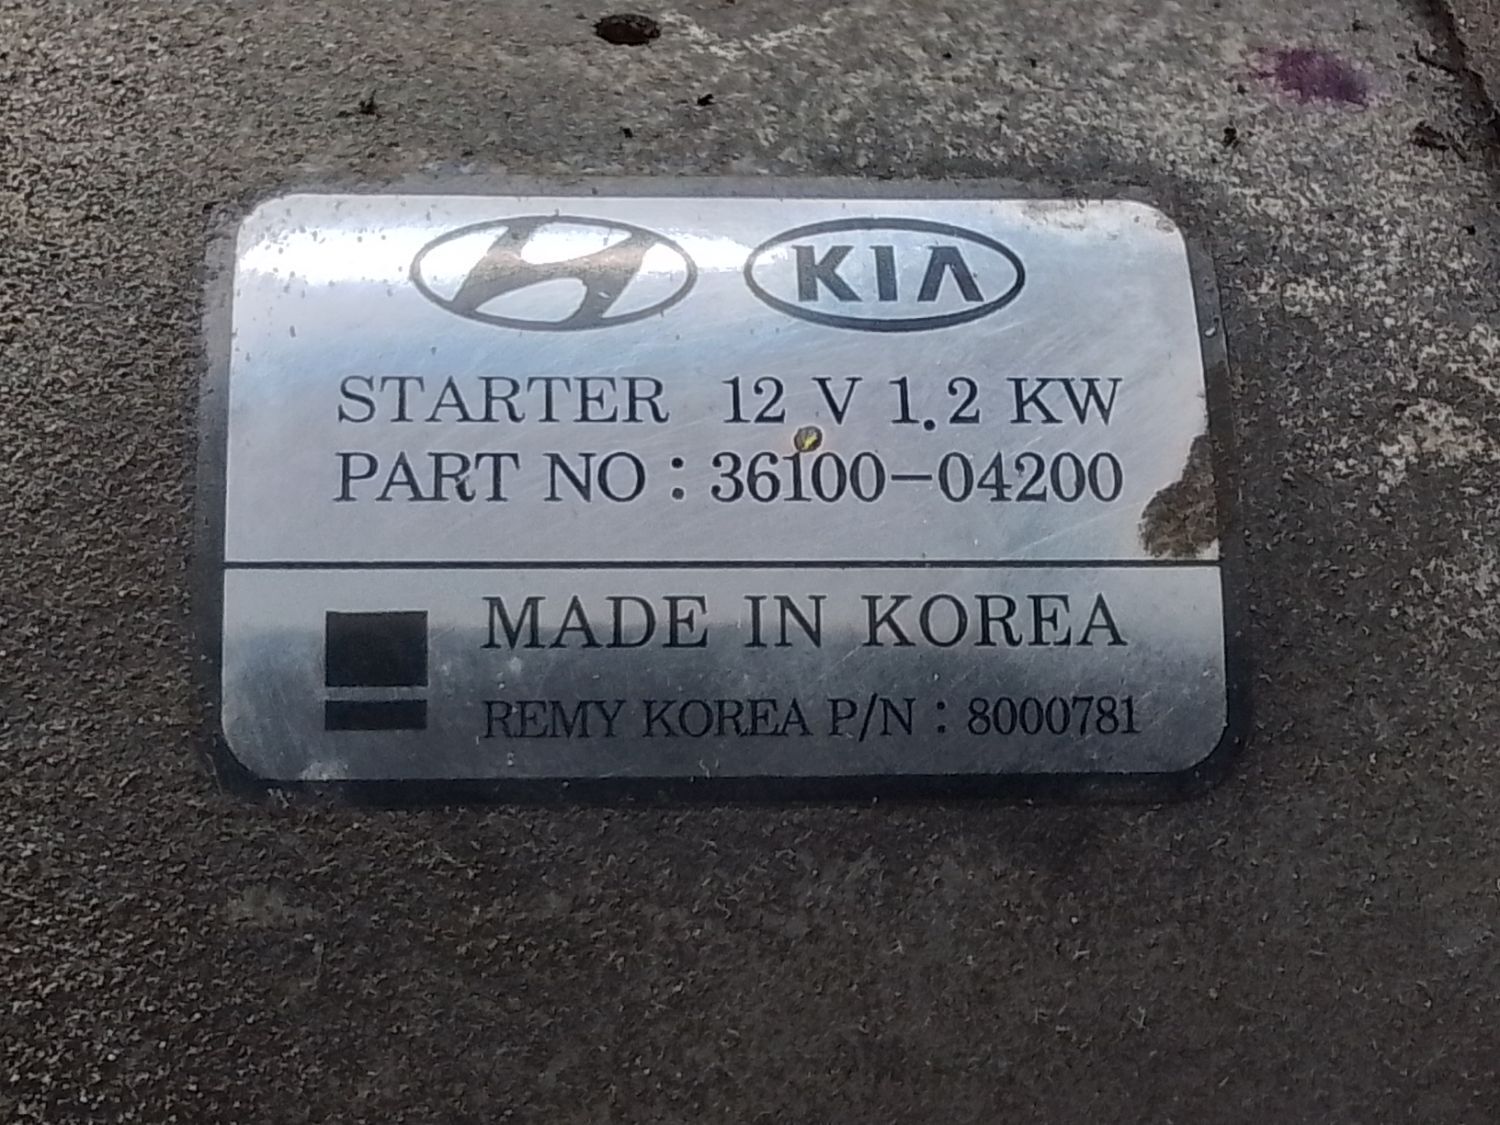 KIA
STARTER 12 V 1.2 KW
PART NO : 36100-04200
MADE IN KOREA
REMY KOREA P/N : 8000781